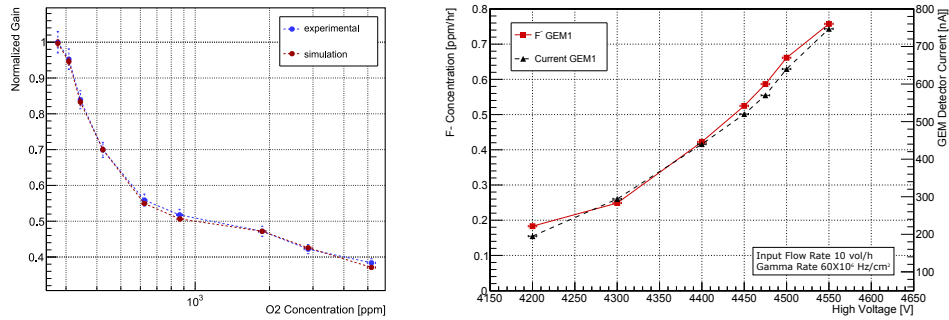 Normalized Gain
1
0.9
0.8
0.7
0.6
0.5
0.4
experimental
simulation
10³
O2 Concentration [ppm]
F- Concentration [ppm/hr]
0.8
0.7
0.6
0.5
0.4
0.3
0.2
0.1
0
F⁻ GEM1
Current GEM1
Input Flow Rate 10 vol/h
Gamma Rate 60X10⁶ Hz/cm²
4150 4200 4250 4300 4350 4400 4450 4500 4550 4600 4650
High Voltage [V]
800
700
600
500
400
300
200
100
GEM Detector Current [nA]]